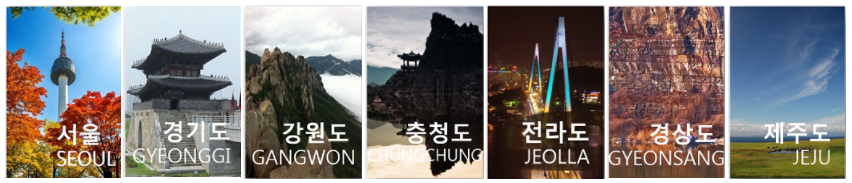 서울
SEOUL
경기도
GYEONGGI
강원도
GANGWON
충청도
CHUNGCHUNG
전라도
JEOLLA
경상도
GYEONGSANG
제주도
JEJU